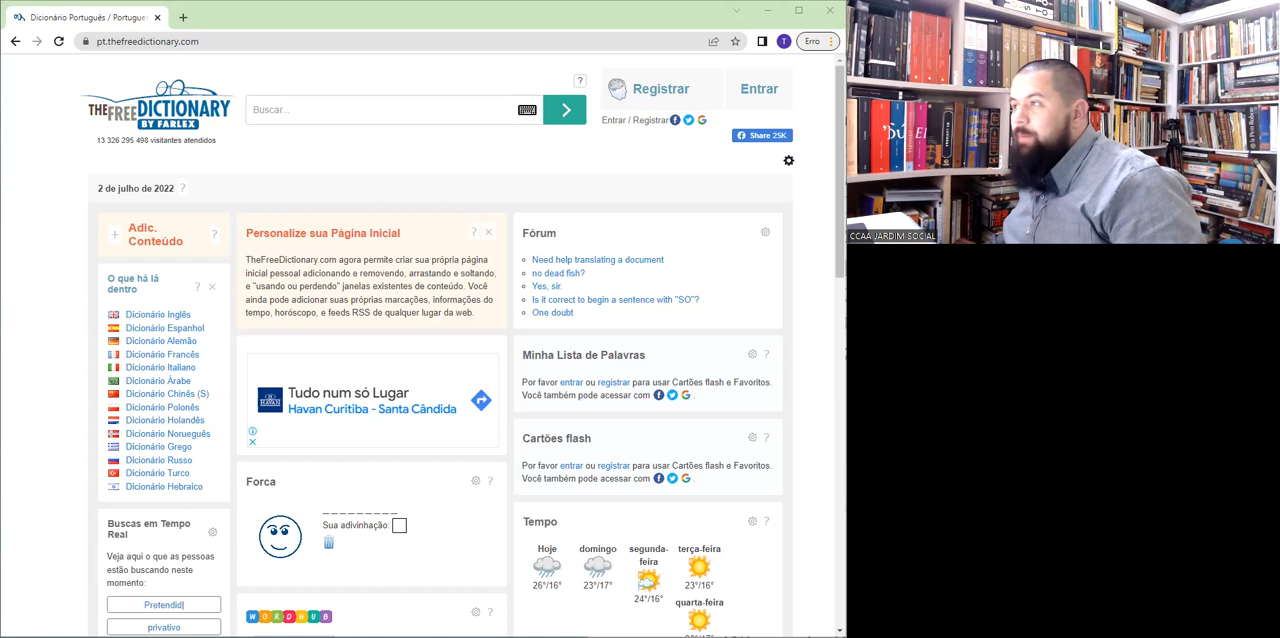 Dicionário Português / Portugues
pt.thefreedictionary.com
T
Erro
THEFREEDICTIONARY
BY FARLEX
13 326 295 498 visitantes atendidos
Buscar...
?
Registrar
Entrar
Entrar / Registrar
Share 25K
2 de julho de 2022 ?
+ Adic. Conteúdo ?
O que há lá dentro ?
Dicionário Inglês
Dicionário Espanhol
Dicionário Alemão
Dicionário Francês
Dicionário Italiano
Dicionário Árabe
Dicionário Chinês (S)
Dicionário Polonês
Dicionário Holandês
Dicionário Norueguês
Dicionário Grego
Dicionário Russo
Dicionário Turco
Dicionário Hebraico
Buscas em Tempo
Real
Veja aqui o que as pessoas
estão buscando neste
momento:
Pretendid|
privativo
Personalize sua Página Inicial ?
TheFreeDictionary.com agora permite criar sua própria página
inicial pessoal adicionando e removendo, arrastando e soltando,
e "usando ou perdendo" janelas existentes de conteúdo. Você
ainda pode adicionar suas próprias marcações, informações do
tempo, horóscopo, e feeds RSS de qualquer lugar da web.
HAVAN
Tudo num só Lugar
Havan Curitiba - Santa Cândida
Forca ?
_ _ _ _ _ _ _ _ _
Sua adivinhação:
WORDHUB ?
Fórum
Need help translating a document
no dead fish?
Yes, sir.
Is it correct to begin a sentence with "SO"?
One doubt
Minha Lista de Palavras ?
Por favor entrar ou registrar para usar Cartões flash e Favoritos.
Você também pode acessar com .
Cartões flash ?
Por favor entrar ou registrar para usar Cartões flash e Favoritos.
Você também pode acessar com .
Tempo ?
Hoje
26°/16°
domingo
23°/17°
segunda-
feira
24°/16°
terça-feira
23°/16°
quarta-feira
CCAA JARDIM SOCIAL